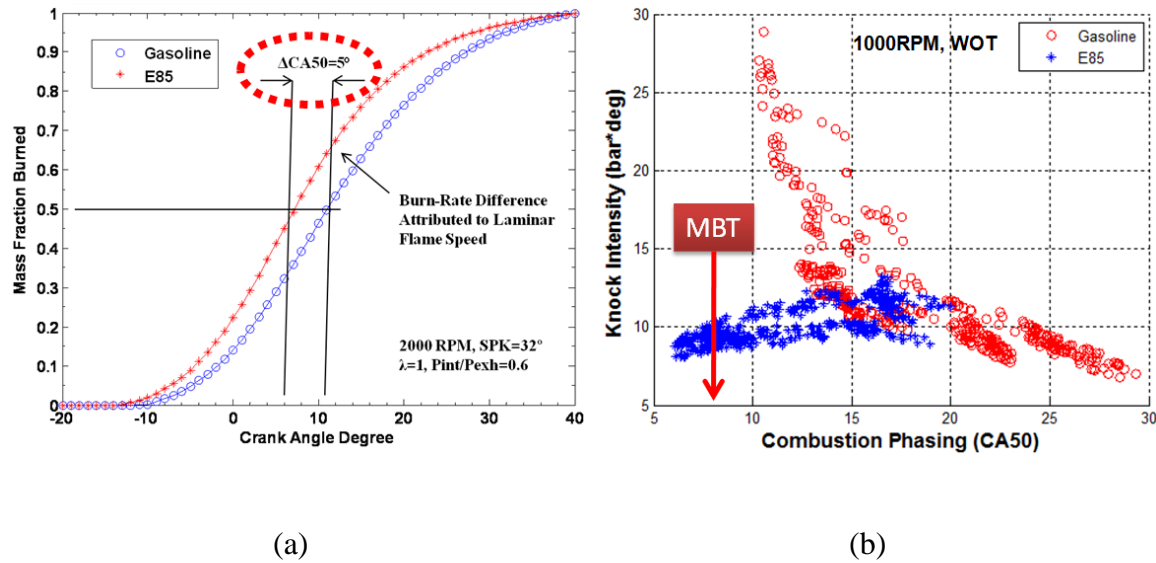 1
0.9
0.8
0.7
0.6
0.5
0.4
0.3
0.2
0.1
0
Mass Fraction Burned
Gasoline
E85
ΔCA50=5°
Burn-Rate Difference
Attributed to Laminar
Flame Speed
2000 RPM, SPK=32°
λ=1, Pint/Pexh=0.6
-20 -10 0 10 20 30 40
Crank Angle Degree
(a)
30
25
20
15
10
5
Knock Intensity (bar*deg)
1000RPM, WOT
Gasoline
E85
MBT
5 10 15 20 25 30
Combustion Phasing (CA50)
(b)